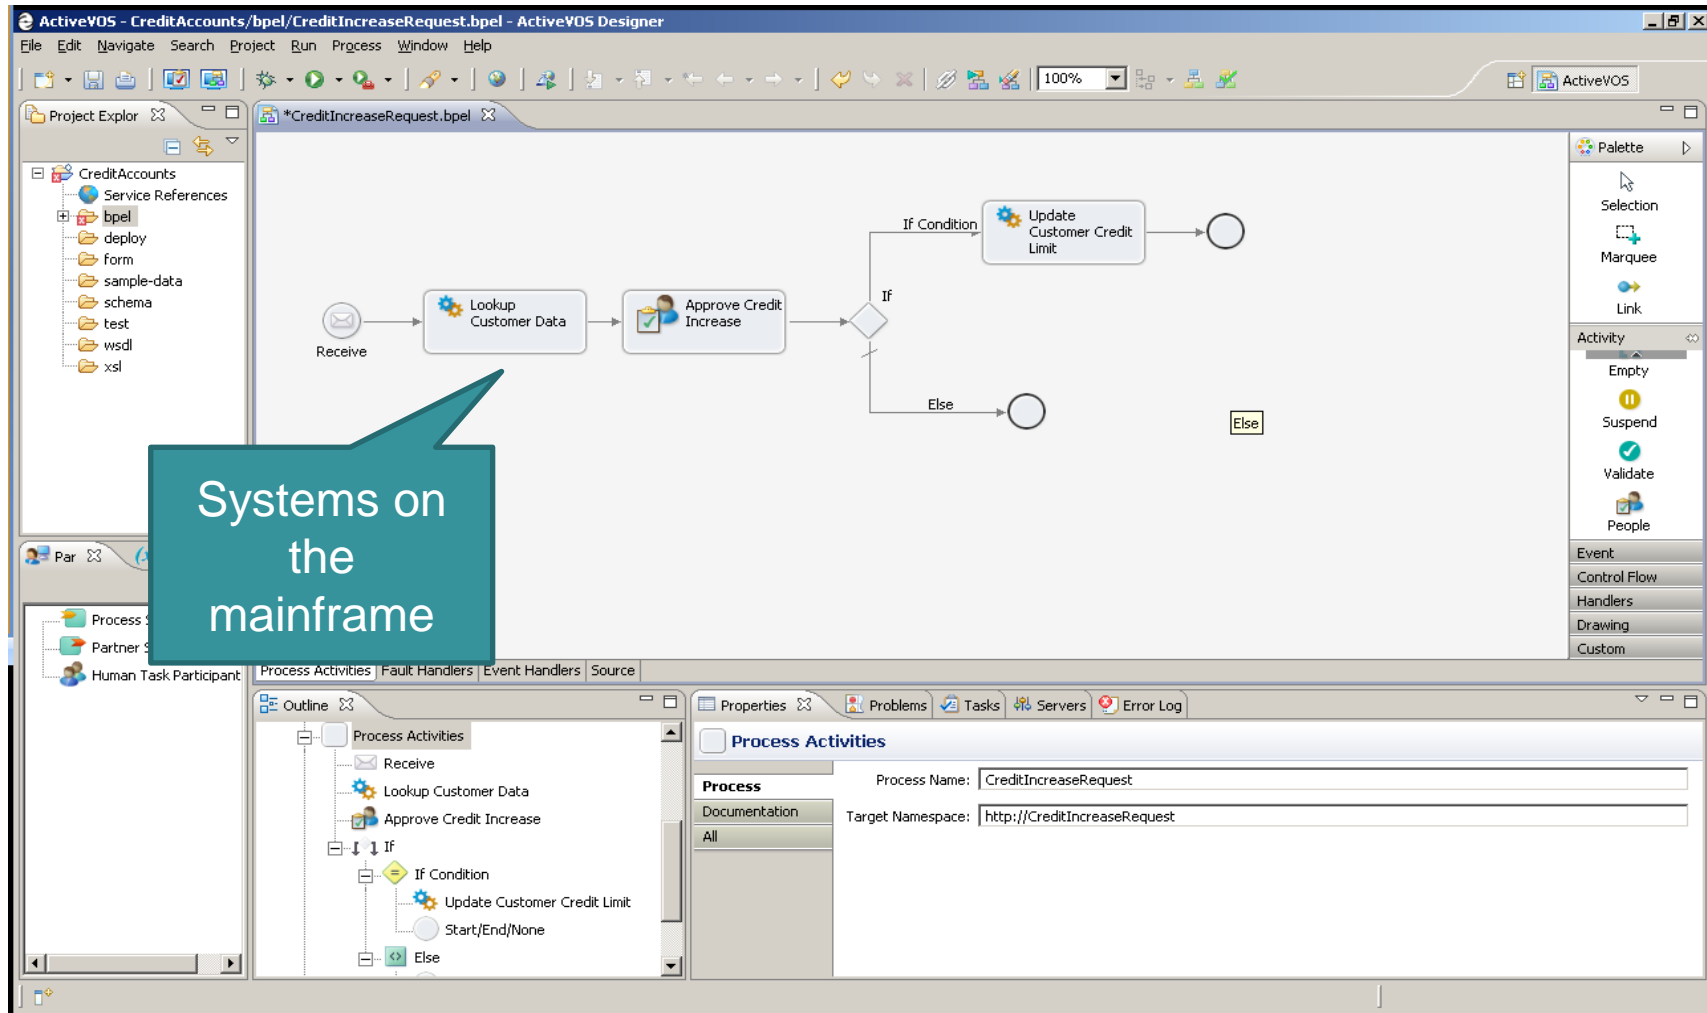 ActiveVOS - CreditAccounts/bpel/CreditIncreaseRequest.bpel - ActiveVOS Designer
File Edit Navigate Search Project Run Process Window Help
100%
ActiveVOS
Project Explor
*CreditIncreaseRequest.bpel
CreditAccounts
Service References
bpel
deploy
form
sample-data
schema
test
wsdl
xsl
Receive
Lookup
Customer Data
Approve Credit
Increase
If
If Condition
Update
Customer Credit
Limit
Else
Else
Systems on
the
mainframe
Palette
Selection
Marquee
Link
Activity
Empty
Suspend
Validate
People
Event
Control Flow
Handlers
Drawing
Custom
Par
Process
Partner
Human Task Participant
Process Activities Fault Handlers Event Handlers Source
Outline
Process Activities
Receive
Lookup Customer Data
Approve Credit Increase
If
If Condition
Update Customer Credit Limit
Start/End/None
Else
Properties Problems Tasks Servers Error Log
Process Activities
Process
Documentation
All
Process Name: CreditIncreaseRequest
Target Namespace: http://CreditIncreaseRequest